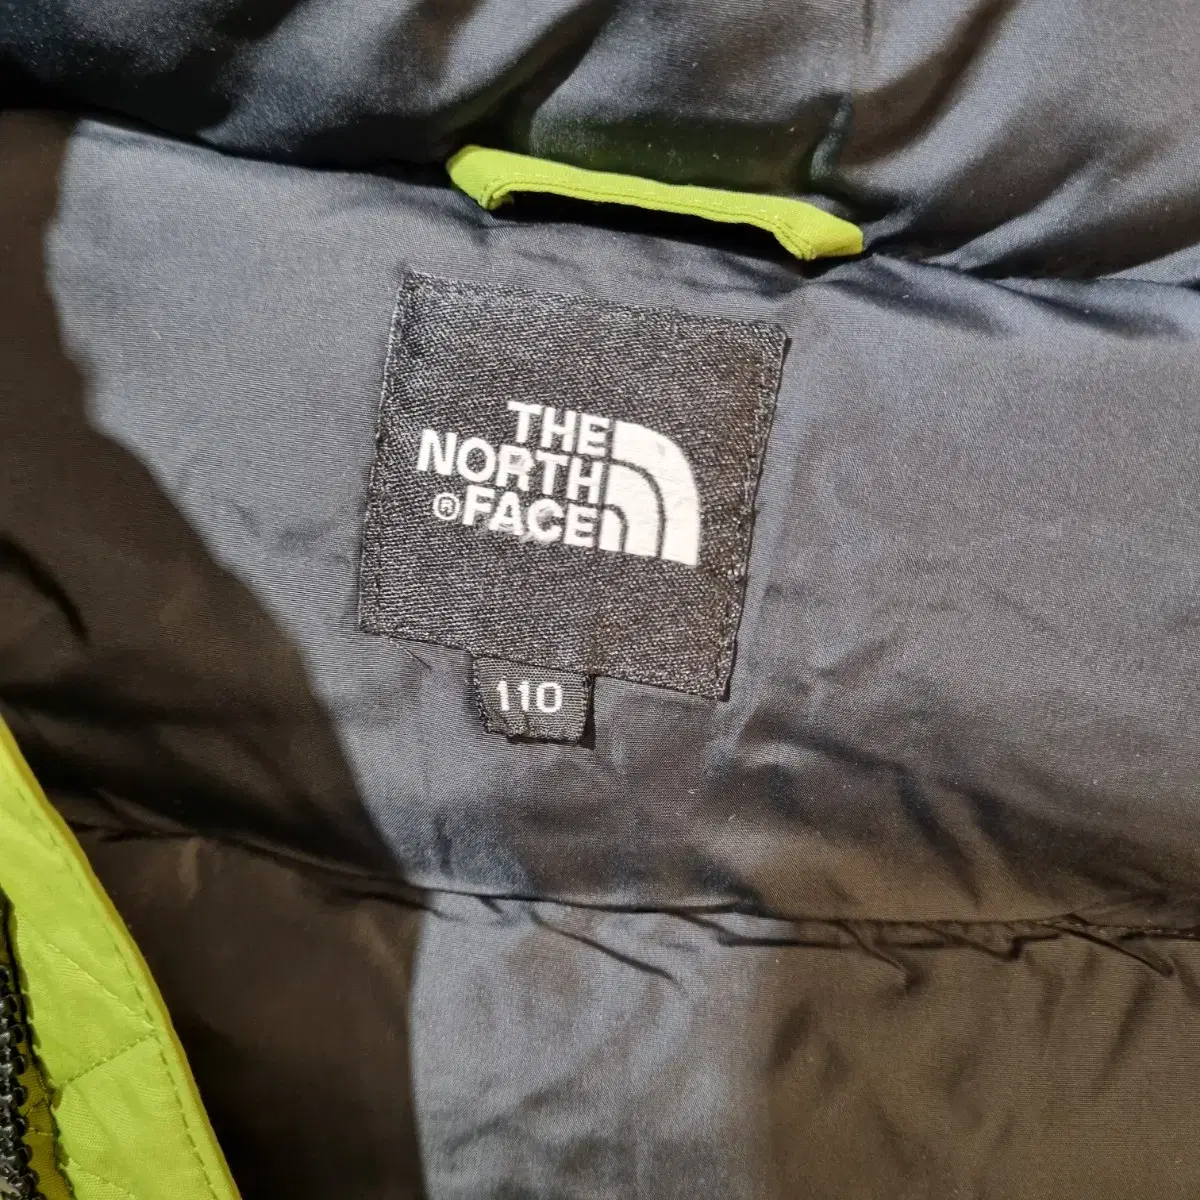 THE
NORTH
®FACE
110